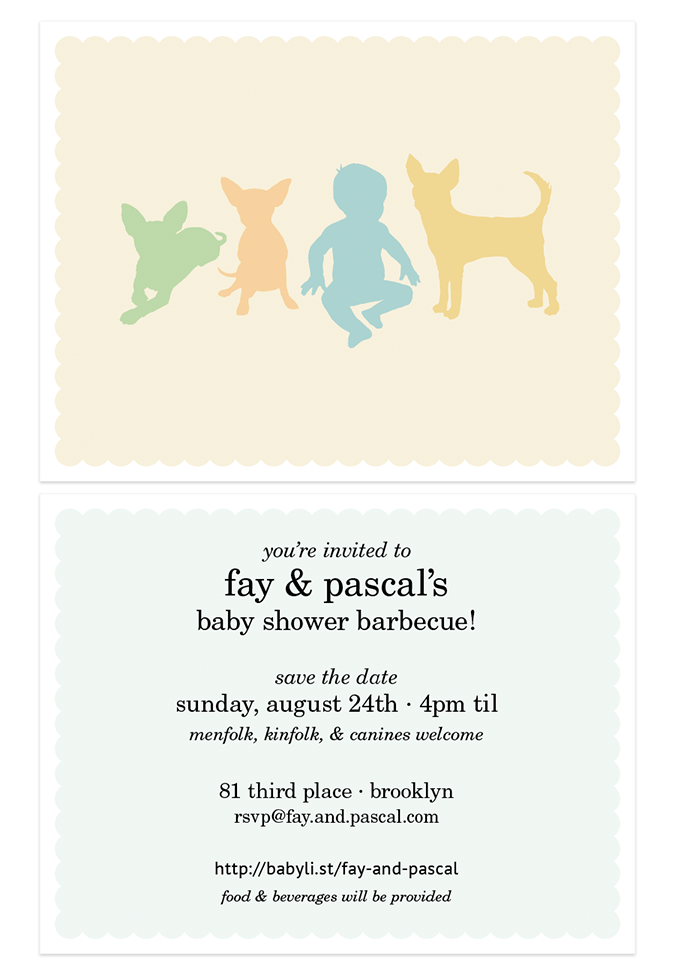 you're invited to
fay & pascal's
baby shower barbecue!
save the date
sunday, august 24th · 4pm til
menfolk, kinfolk, & canines welcome
81 third place · brooklyn
rsvp@fay.and.pascal.com
http://babyli.st/fay-and-pascal
food & beverages will be provided